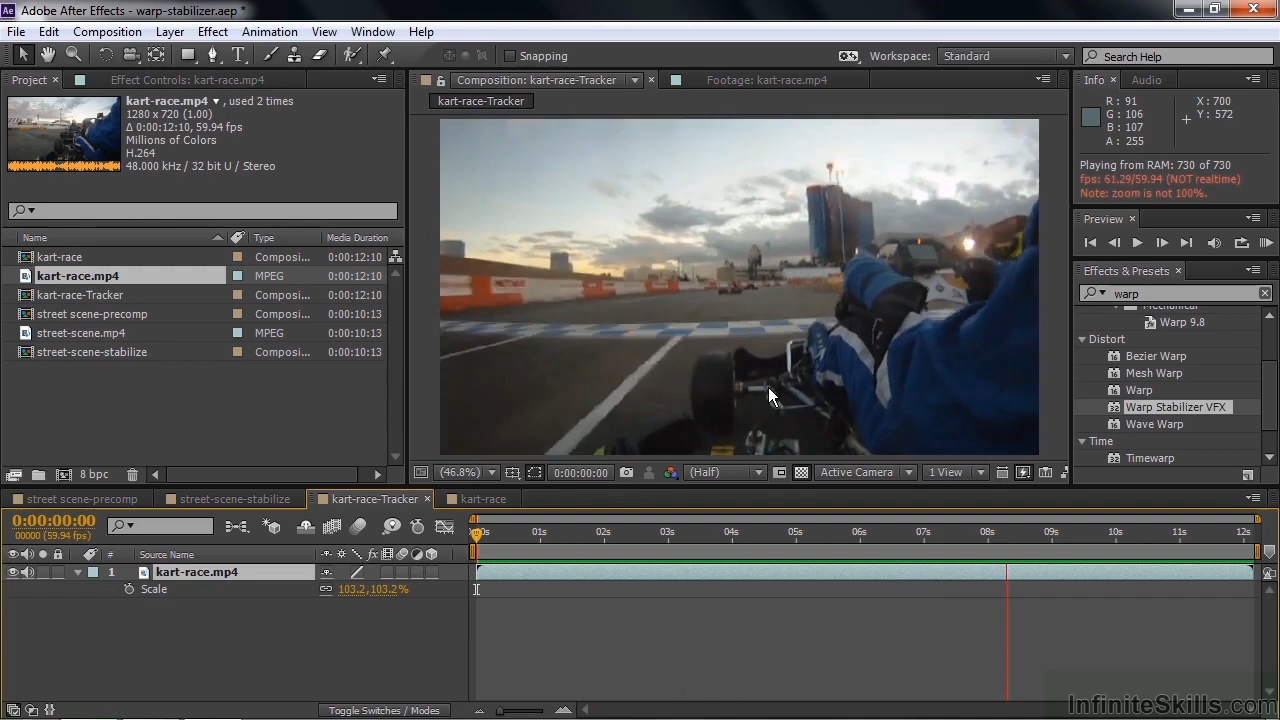 Ae Adobe After Effects - warp-stabilizer.aep *
File Edit Composition Layer Effect Animation View Window Help
Snapping Workspace: Standard Search Help
Project × Effect Controls: kart-race.mp4 Composition: kart-race-Tracker × Footage: kart-race.mp4 Info × Audio
kart-race.mp4 ▼ , used 2 times
1280 x 720 (1.00)
Δ 0:00:12:10, 59.94 fps
Millions of Colors
H.264
48.000 kHz / 32 bit U / Stereo
kart-race-Tracker
R : 91 X : 700
G : 106 Y : 572
B : 107
A : 255
Playing from RAM: 730 of 730
fps: 61.29/59.94 (NOT realtime)
Note: zoom is not 100%.
Preview ×
Name Type Media Duration
kart-race Composi... 0:00:12:10
kart-race.mp4 MPEG 0:00:12:10
kart-race-Tracker Composi... 0:00:12:10
street scene-precomp Composi... 0:00:10:13
street-scene.mp4 MPEG 0:00:10:13
street-scene-stabilize Composi... 0:00:10:13
Effects & Presets ×
warp
Mechanical
Warp 9.8
Distort
Bezier Warp
Mesh Warp
Warp
Warp Stabilizer VFX
Wave Warp
Time
Timewarp
8 bpc
(46.8%) 0:00:00:00 (Half) Active Camera 1 View
street scene-precomp street-scene-stabilize kart-race-Tracker × kart-race
0:00:00:00
00000 (59.94 fps)
01s 02s 03s 04s 05s 06s 07s 08s 09s 10s 11s 12s
# Source Name
1 kart-race.mp4
Scale 103.2,103.2%
Toggle Switches / Modes
InfiniteSkills.com